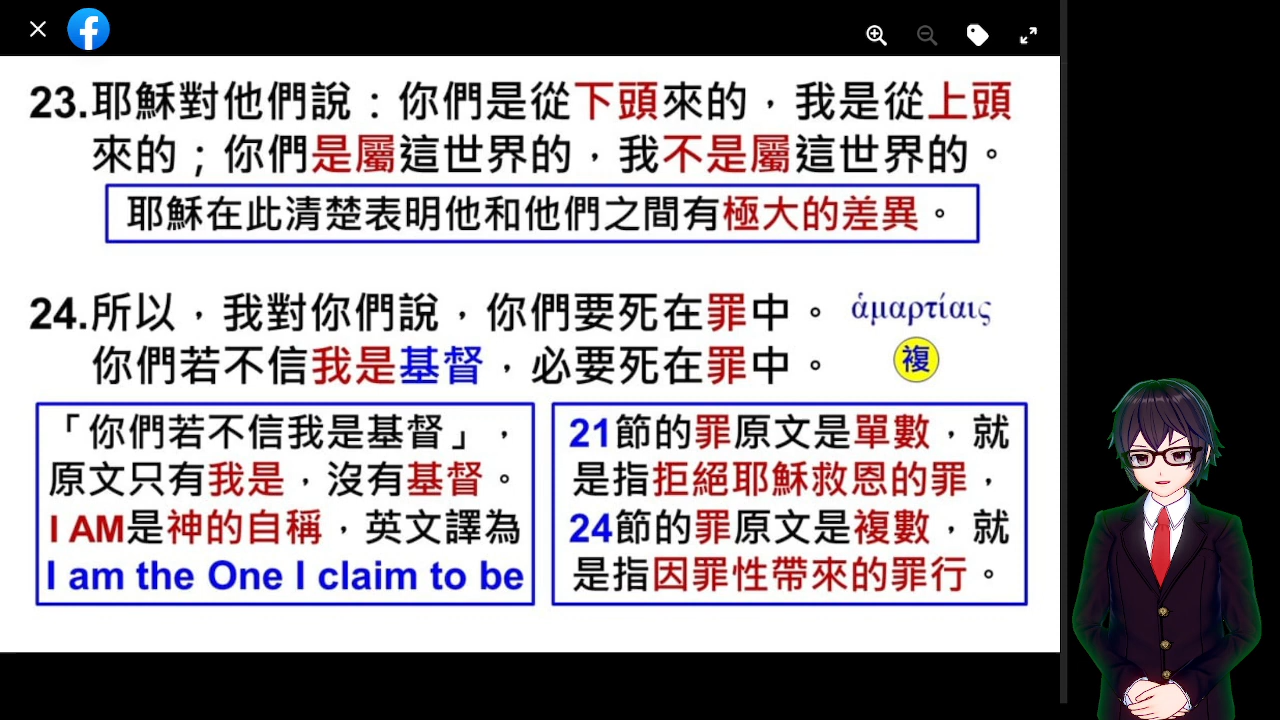 23.耶穌對他們說：你們是從下頭來的，我是從上頭
來的；你們是屬這世界的，我不是屬這世界的。
耶穌在此清楚表明他和他們之間有極大的差異。
24.所以，我對你們說，你們要死在罪中。 ἁμαρτίαις
你們若不信我是基督，必要死在罪中。 複
「你們若不信我是基督」，
原文只有我是，沒有基督。
I AM是神的自稱，英文譯為
I am the One I claim to be
21節的罪原文是單數，就
是指拒絕耶穌救恩的罪，
24節的罪原文是複數，就
是指因罪性帶來的罪行。